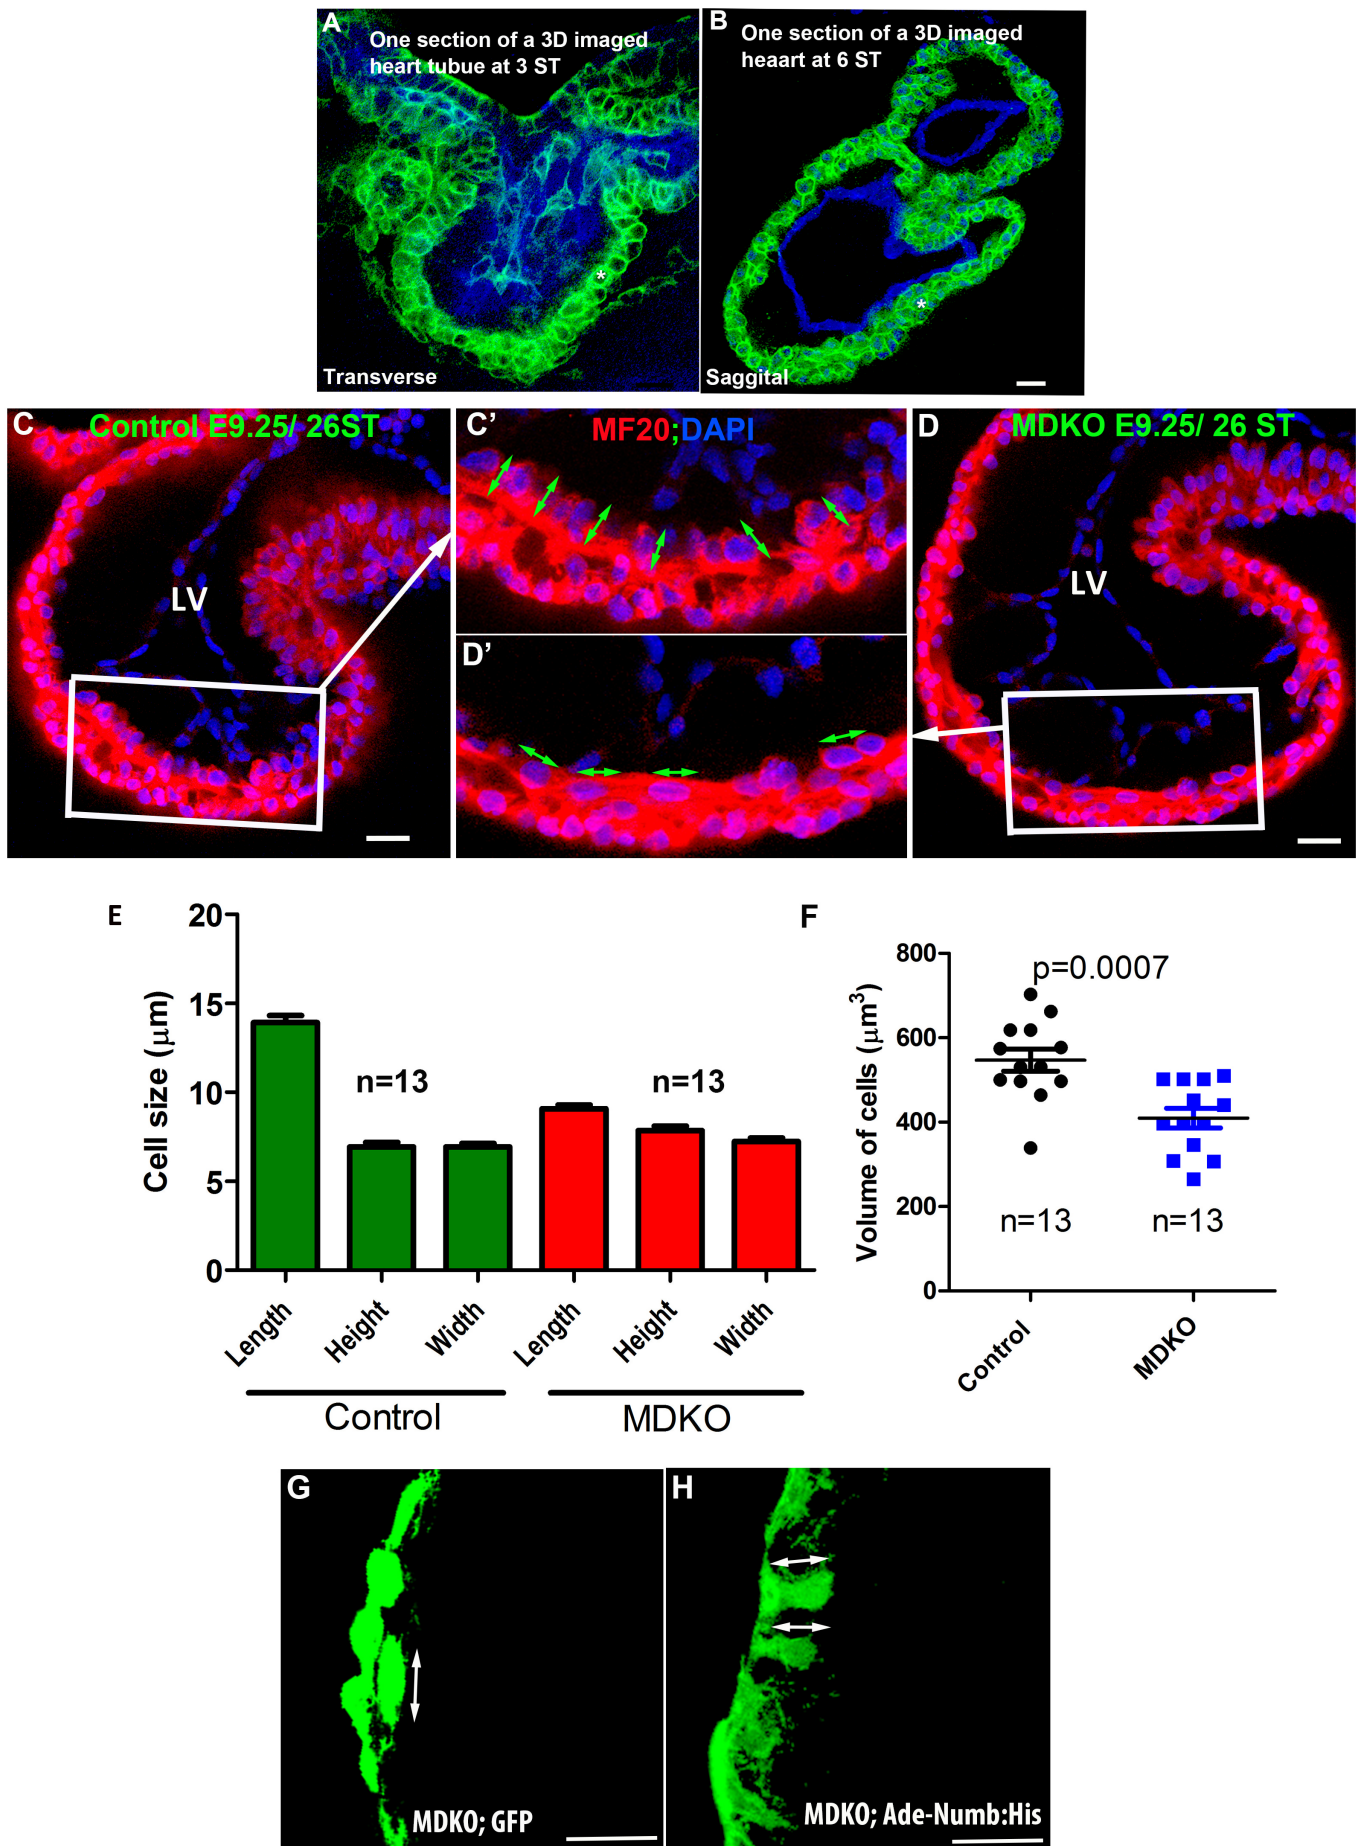 A
One section of a 3D imaged
heart tubue at 3 ST
*
Transverse
B
One section of a 3D imaged
heaart at 6 ST
*
Saggital
C
Control E9.25/ 26ST
LV
C’
MF20;DAPI
D’
D
MDKO E9.25/ 26 ST
LV
E
Cell size (μm)
20
15
10
5
0
n=13
n=13
Length
Height
Width
Length
Height
Width
Control
MDKO
F
Volume of cells (μm³)
800
600
400
200
0
p=0.0007
n=13
n=13
Control
MDKO
G
MDKO; GFP
H
MDKO; Ade-Numb:His